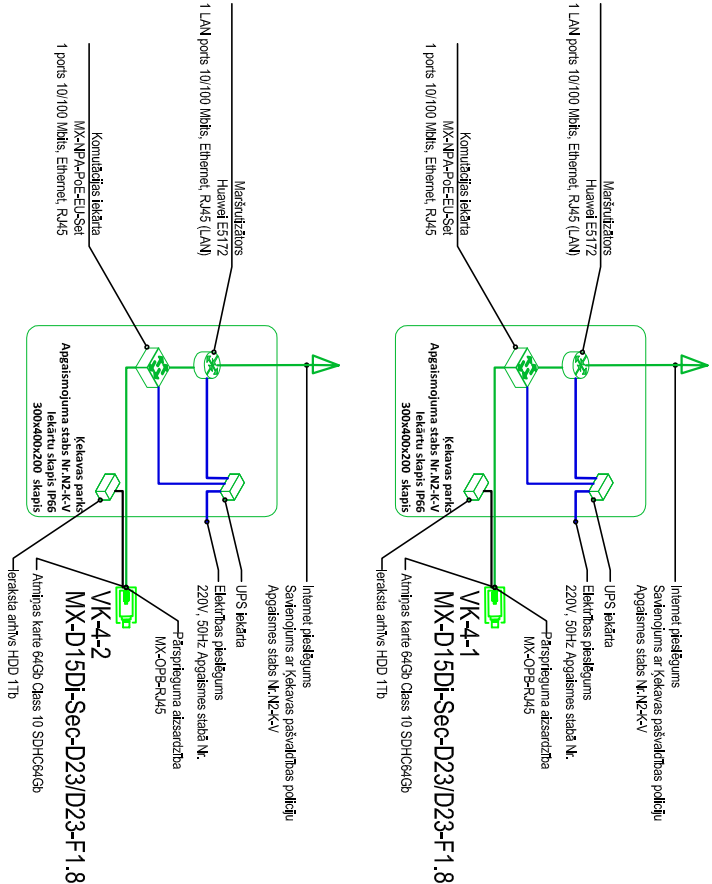 Internet pieslēgums
Savienojums ar Ķekavas pašvaldības policiju
Apgaismes stabs Nr.N2-K-V
Maršrutizātors
Huawei E5172
1 LAN ports 10/100 Mbits, Ethernet, RJ45 (LAN)
UPS iekārta
Elektrības pieslēgums
220V, 50Hz Apgaismes stabā Nr.
Pārsprieguma aizsardzība
MX-OPB-RJ45
Komutācijas iekārta
MX-NPA-PoE-EU-Set
1 ports 10/100 Mbits, Ethernet, RJ45
Ķekavas parks
Apgaismojuma stabs Nr.N2-K-V
Iekārtu skapis IP66
300x400x200 skapis
VK-4-1
MX-D15Di-Sec-D23/D23-F1.8
Atmiņas karte 64Gb Class 10 SDHC64Gb
Ieraksta arhīvs HDD 1Tb
Internet pieslēgums
Savienojums ar Ķekavas pašvaldības policiju
Apgaismes stabs Nr.N2-K-V
Maršrutizātors
Huawei E5172
1 LAN ports 10/100 Mbits, Ethernet, RJ45 (LAN)
UPS iekārta
Elektrības pieslēgums
220V, 50Hz Apgaismes stabā Nr.
Pārsprieguma aizsardzība
MX-OPB-RJ45
Komutācijas iekārta
MX-NPA-PoE-EU-Set
1 ports 10/100 Mbits, Ethernet, RJ45
Ķekavas parks
Apgaismojuma stabs Nr.N2-K-V
Iekārtu skapis IP66
300x400x200 skapis
VK-4-2
MX-D15Di-Sec-D23/D23-F1.8
Atmiņas karte 64Gb Class 10 SDHC64Gb
Ieraksta arhīvs HDD 1Tb